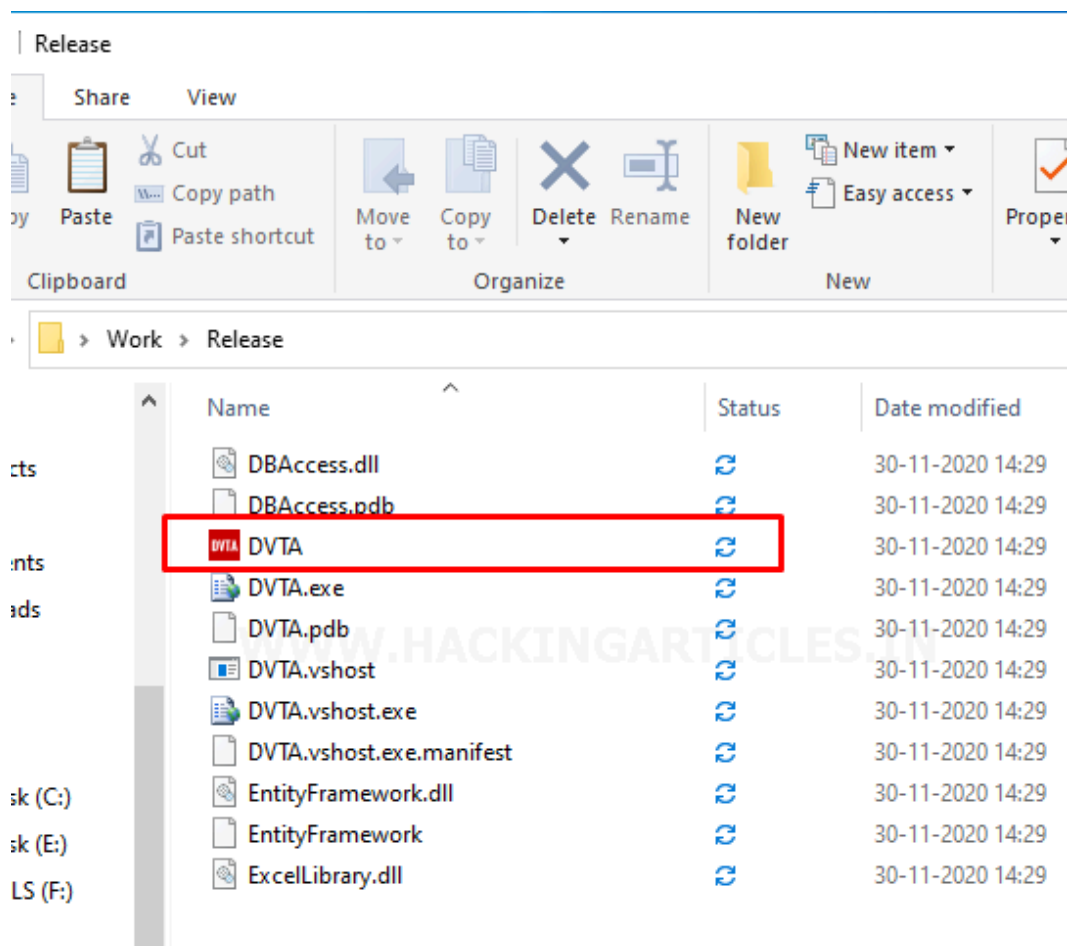 Release
Share View
Cut
Copy path
Paste shortcut
Paste
Move to
Copy to
Delete
Rename
New folder
New item
Easy access
Clipboard
Organize
New
Work > Release
Name Status Date modified
DBAccess.dll 30-11-2020 14:29
DBAccess.pdb 30-11-2020 14:29
DVTA DVTA 30-11-2020 14:29
DVTA.exe 30-11-2020 14:29
DVTA.pdb 30-11-2020 14:29
WWW.HACKINGARTICLES.IN
DVTA.vshost 30-11-2020 14:29
DVTA.vshost.exe 30-11-2020 14:29
DVTA.vshost.exe.manifest 30-11-2020 14:29
EntityFramework.dll 30-11-2020 14:29
sk (C:)
EntityFramework 30-11-2020 14:29
sk (E:)
ExcelLibrary.dll 30-11-2020 14:29
LS (F:)